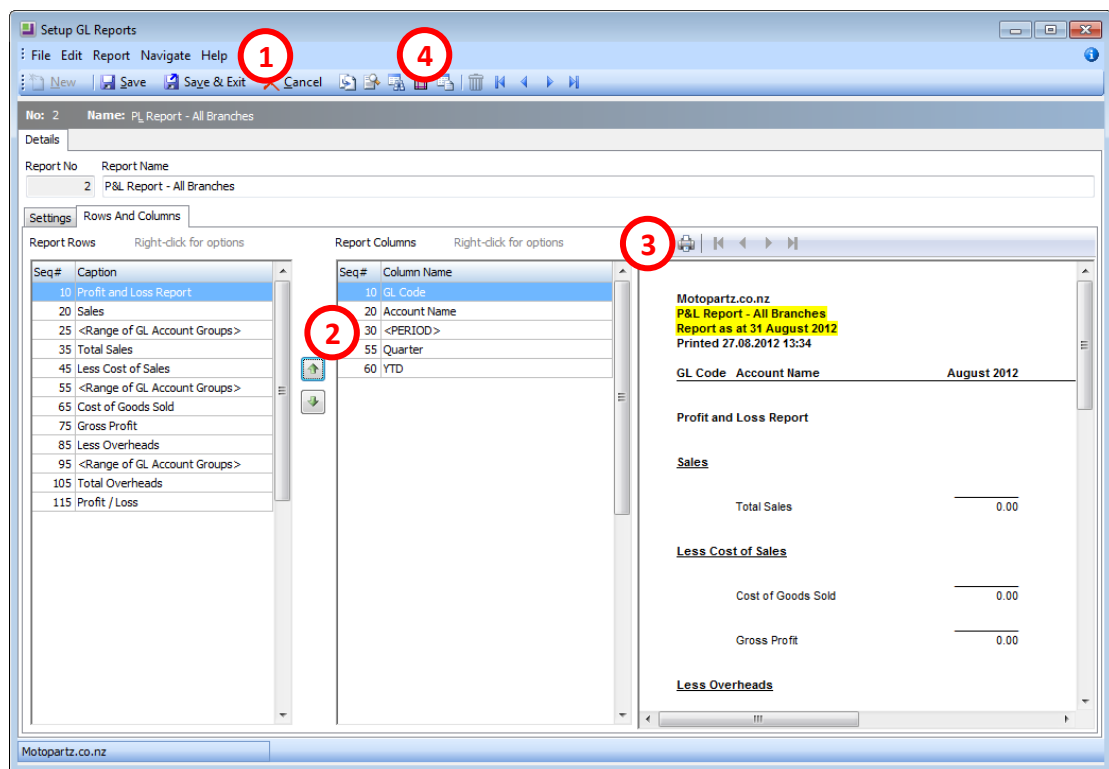 Setup GL Reports
File Edit Report Navigate Help
1
4
New Save Save & Exit Cancel
No: 2 Name: PL Report - All Branches
Details
Report No Report Name
2 P&L Report - All Branches
Settings Rows And Columns
Report Rows Right-click for options
Report Columns Right-click for options
3
Seq# Caption
10 Profit and Loss Report
20 Sales
25 <Range of GL Account Groups>
35 Total Sales
45 Less Cost of Sales
55 <Range of GL Account Groups>
65 Cost of Goods Sold
75 Gross Profit
85 Less Overheads
95 <Range of GL Account Groups>
105 Total Overheads
115 Profit / Loss
2
Seq# Column Name
10 GL Code
20 Account Name
30 <PERIOD>
55 Quarter
60 YTD
Motopartz.co.nz
P&L Report - All Branches
Report as at 31 August 2012
Printed 27.08.2012 13:34
GL Code Account Name August 2012
Profit and Loss Report
Sales
Total Sales 0.00
Less Cost of Sales
Cost of Goods Sold 0.00
Gross Profit 0.00
Less Overheads
Motopartz.co.nz